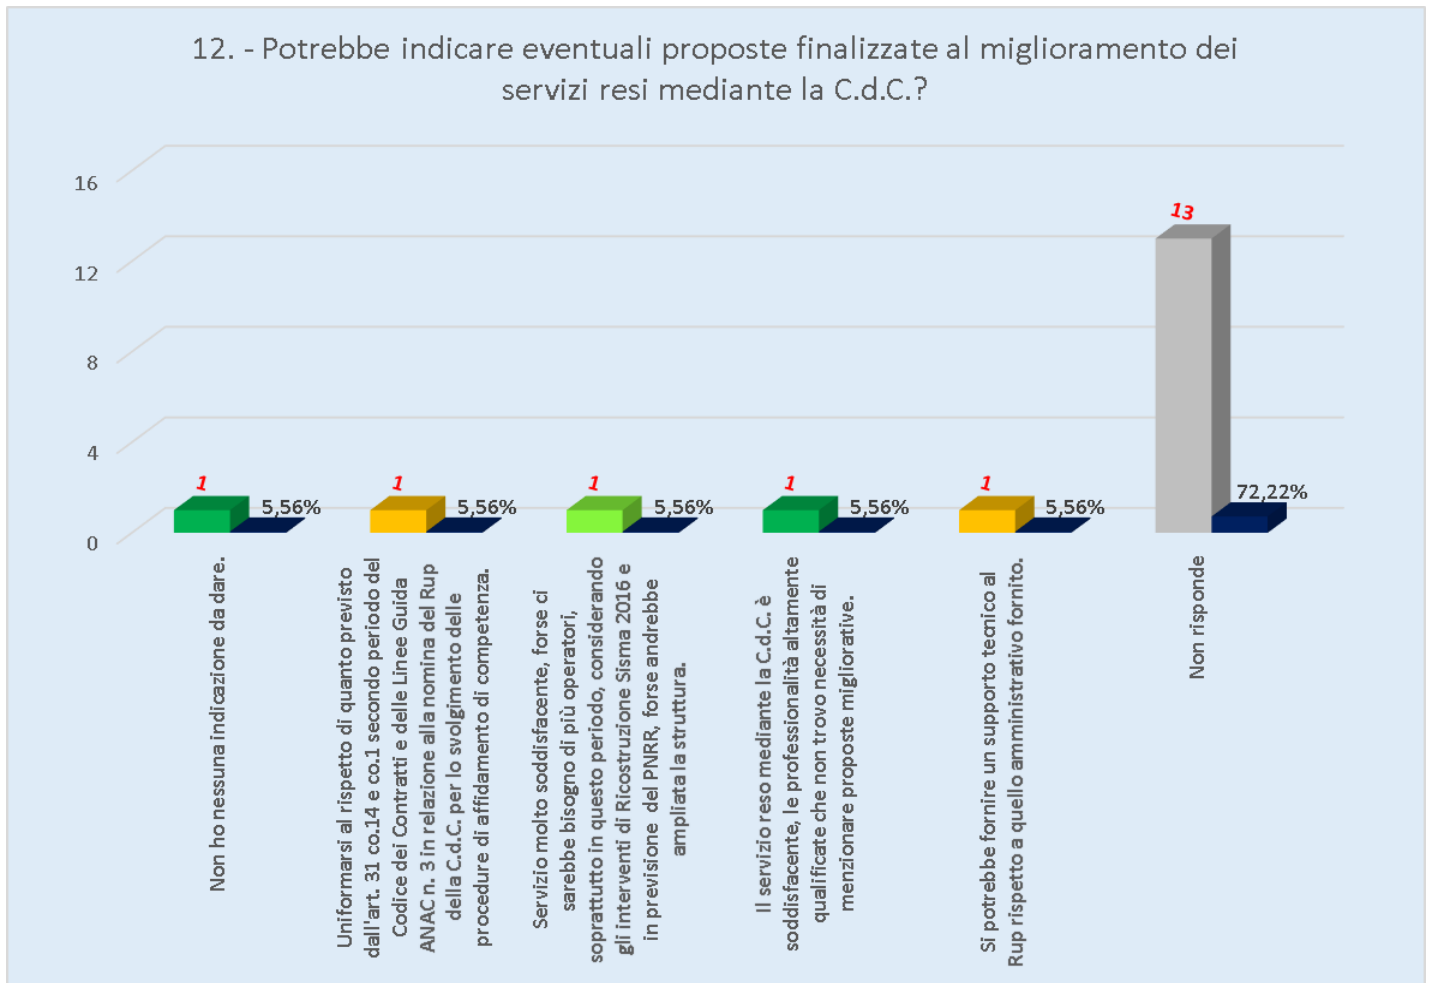 12. - Potrebbe indicare eventuali proposte finalizzate al miglioramento dei
servizi resi mediante la C.d.C.?
16
12
8
4
0
1
5,56%
1
5,56%
1
5,56%
1
5,56%
1
5,56%
13
72,22%
Non ho nessuna indicazione da dare.
Uniformarsi al rispetto di quanto previsto
dall'art. 31 co.14 e co.1 secondo periodo del
Codice dei Contratti e delle Linee Guida
ANAC n. 3 in relazione alla nomina del Rup
della C.d.C. per lo svolgimento delle
procedure di affidamento di competenza.
Servizio molto soddisfacente, forse ci
sarebbe bisogno di più operatori,
soprattutto in questo periodo, considerando
gli interventi di Ricostruzione Sisma 2016 e
in previsione del PNRR, forse andrebbe
ampliata la struttura.
Il servizio reso mediante la C.d.C. è
soddisfacente, le professionalità altamente
qualificate che non trovo necessità di
menzionare proposte migliorative.
Si potrebbe fornire un supporto tecnico al
Rup rispetto a quello amministrativo fornito.
Non risponde